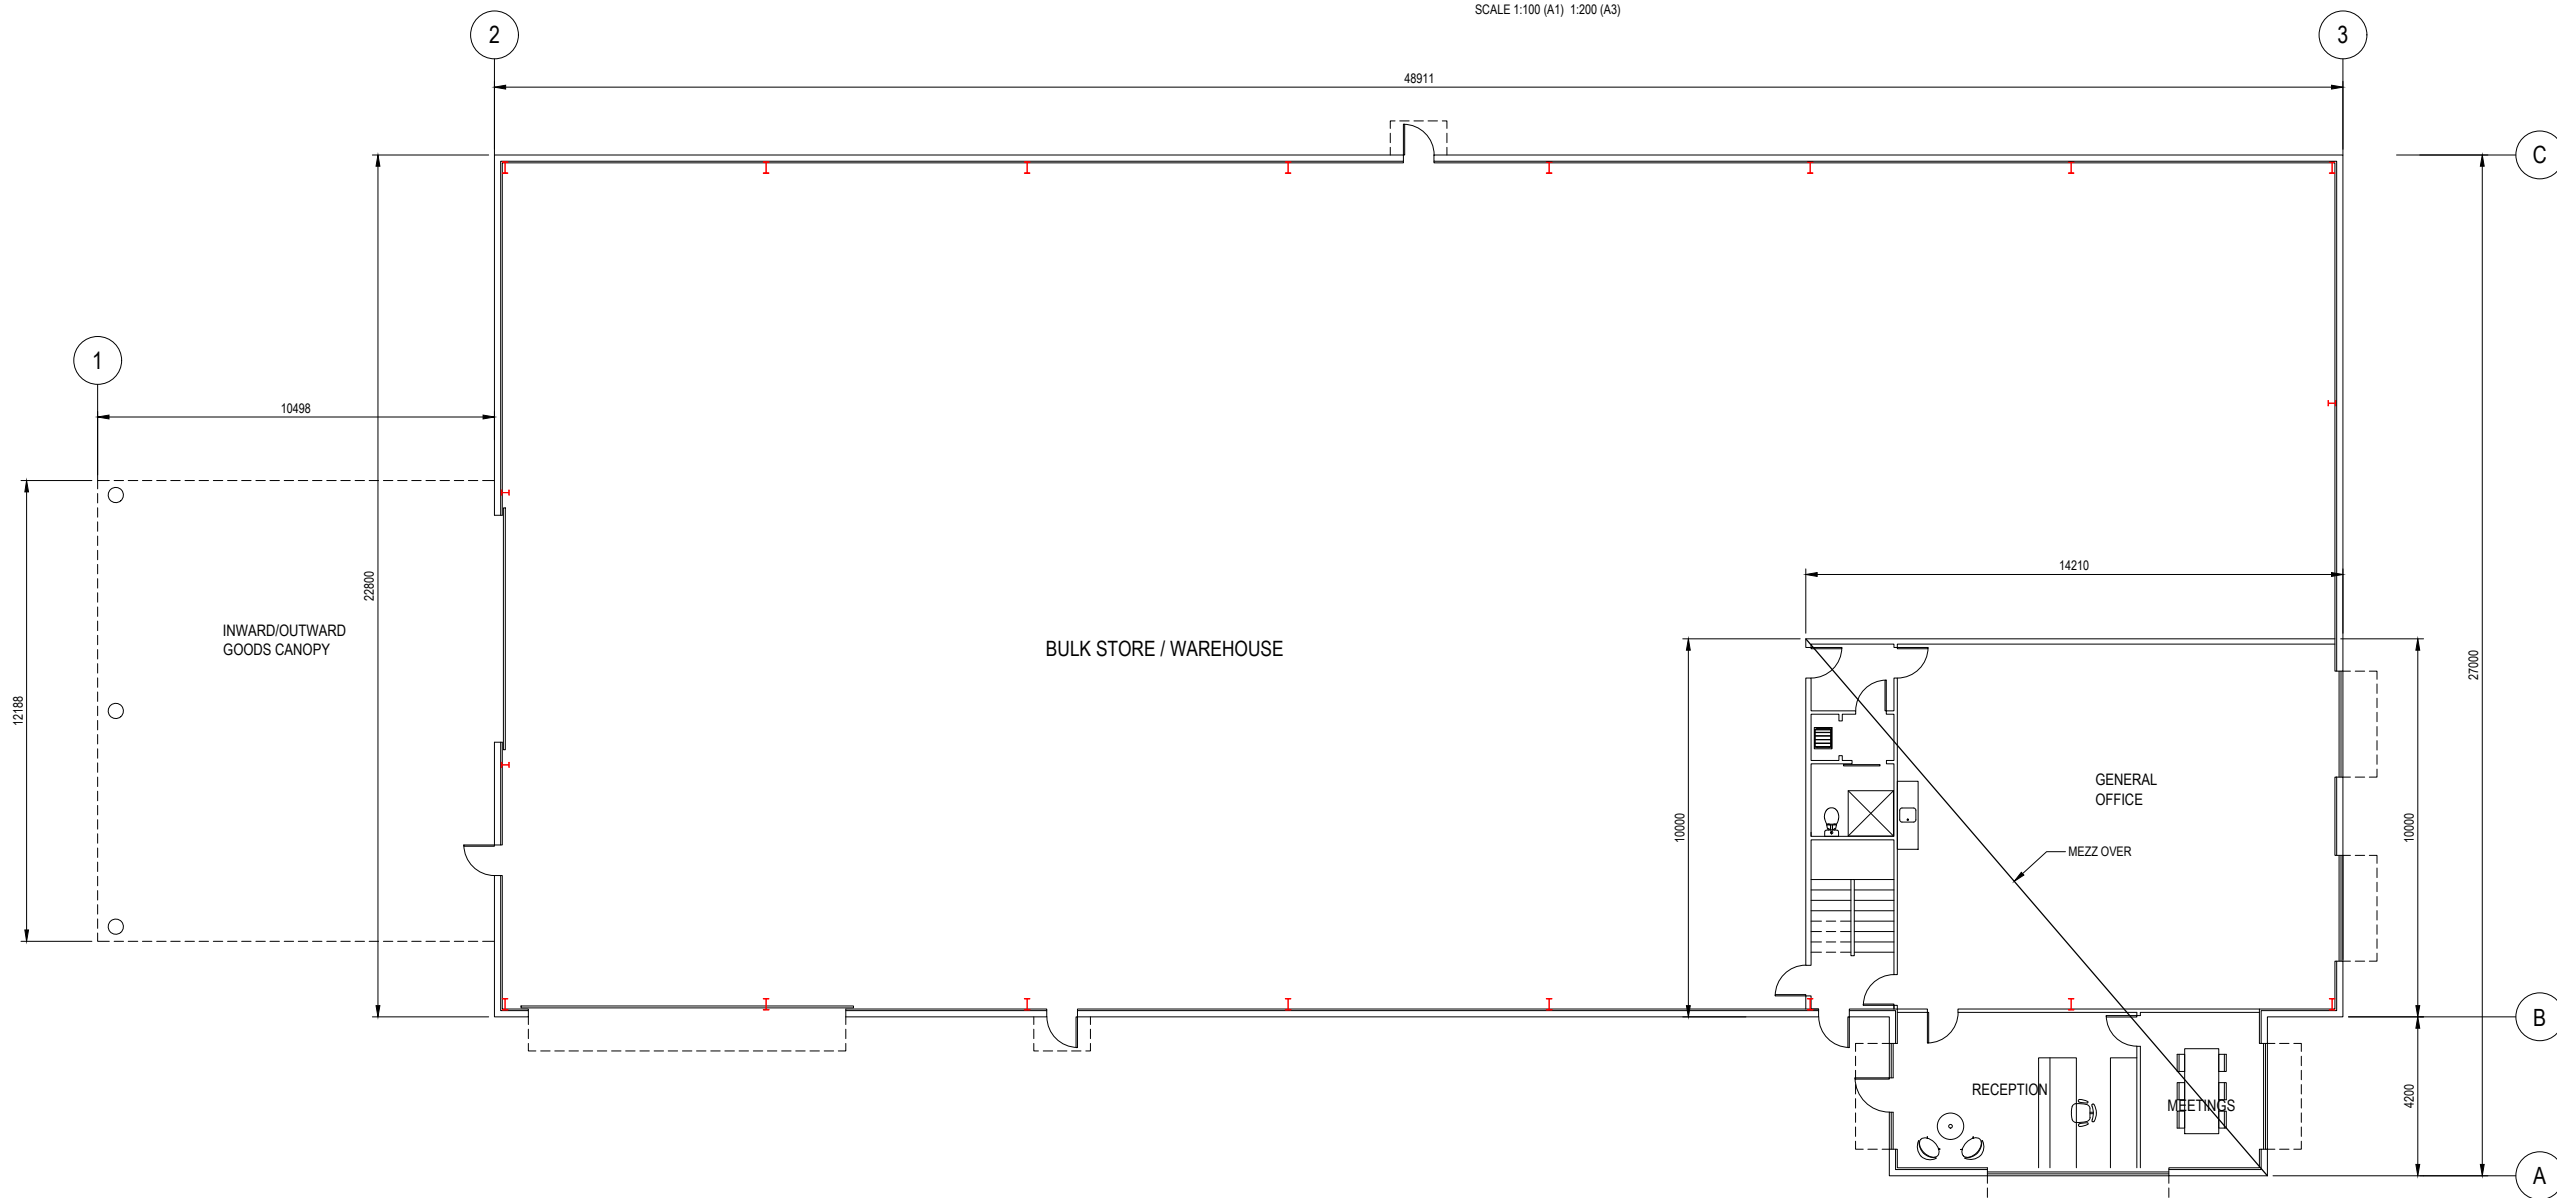 SCALE 1:100 (A1) 1:200 (A3)
2
3
48911
C
1
10498
22800
14210
INWARD/OUTWARD
GOODS CANOPY
BULK STORE / WAREHOUSE
27000
12188
GENERAL
OFFICE
10000
10000
MEZZ OVER
B
RECEPTION
MEETINGS
4200
A